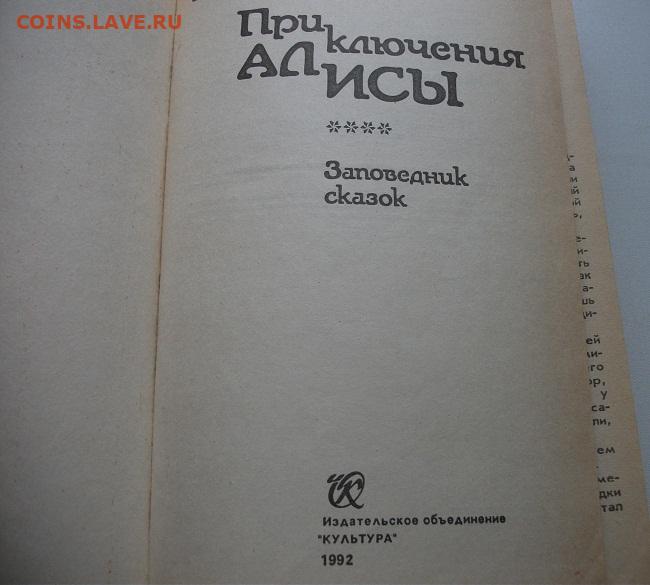 COINS.LAVE.RU
Приключения
АЛИСЫ
****
Заповедник
сказок
Издательское объединение
"КУЛЬТУРА"
1992